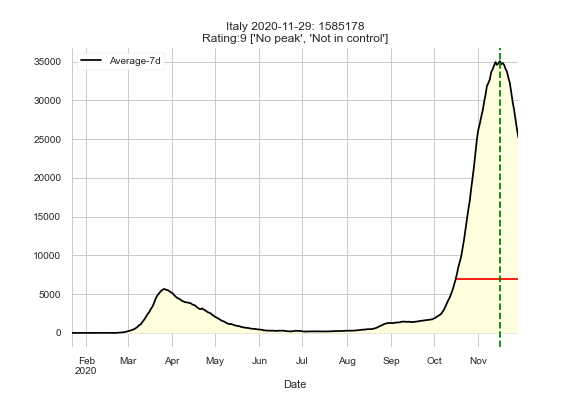 Italy 2020-11-29: 1585178
Rating:9 ['No peak', 'Not in control']
Average-7d
35000
30000
25000
20000
15000
10000
5000
0
Feb Mar Apr May Jun Jul Aug Sep Oct Nov
2020
Date